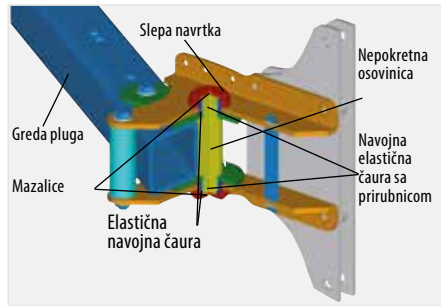 Slepa navrtka
Nepokretna
osovinica
Greda pluga
Mazalice
Navojna
elastična
čaura sa
prirubnicom
Elastična
navojna čaura